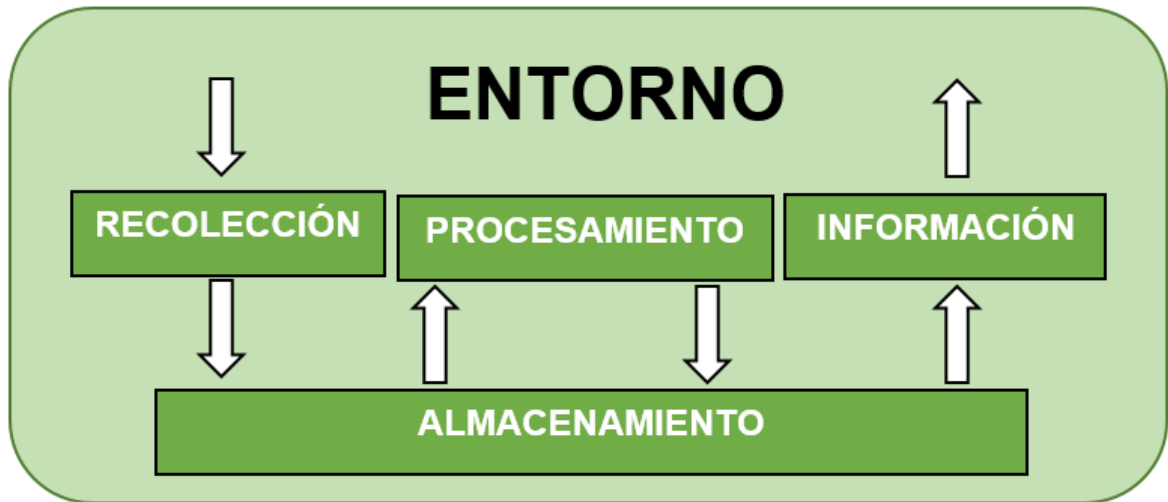 ENTORNO
RECOLECCIÓN
PROCESAMIENTO
INFORMACIÓN
ALMACENAMIENTO